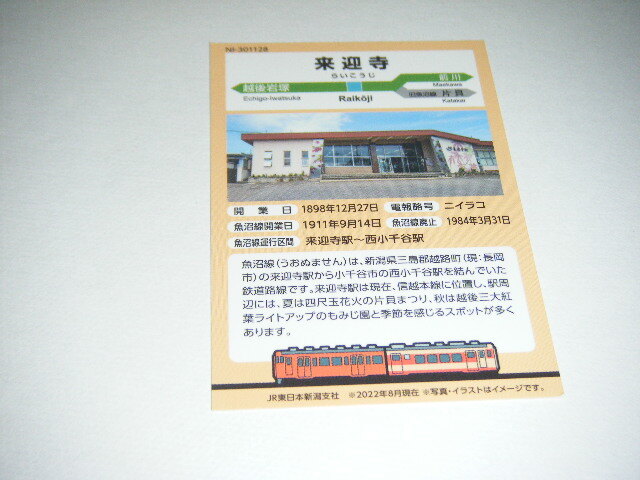 NI-301128
来迎寺
らいこうじ
越後岩塚
Echigo-Iwatsuka
Raikōji
前川
Maekawa
旧魚沼線 片貝
Katakai
開業日 1898年12月27日 電報略号 ニイラコ
魚沼線開業日 1911年9月14日 魚沼線廃止 1984年3月31日
魚沼線運行区間 来迎寺駅～西小千谷駅
魚沼線（うおぬません）は、新潟県三島郡越路町（現：長岡
市）の来迎寺駅から小千谷市の西小千谷駅を結んでいた
鉄道路線です。来迎寺駅は現在、信越本線に位置し、駅周
辺には、夏は四尺玉花火の片貝まつり、秋は越後三大紅
葉ライトアップのもみじ園と季節を感じるスポットが多く
あります。
JR東日本新潟支社 ※2022年8月現在 ※写真・イラストはイメージです。